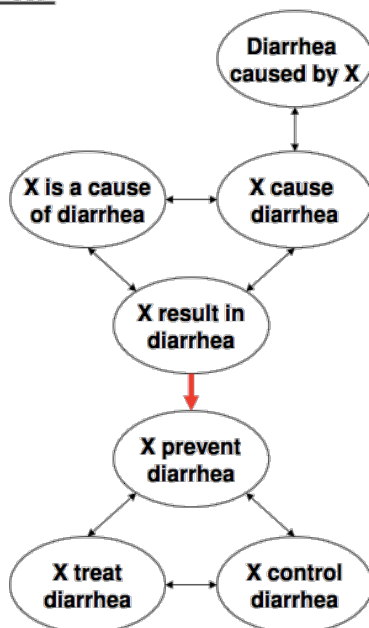 Diarrhea
caused by X
X is a cause
of diarrhea
X cause
diarrhea
X result in
diarrhea
X prevent
diarrhea
X treat
diarrhea
X control
diarrhea